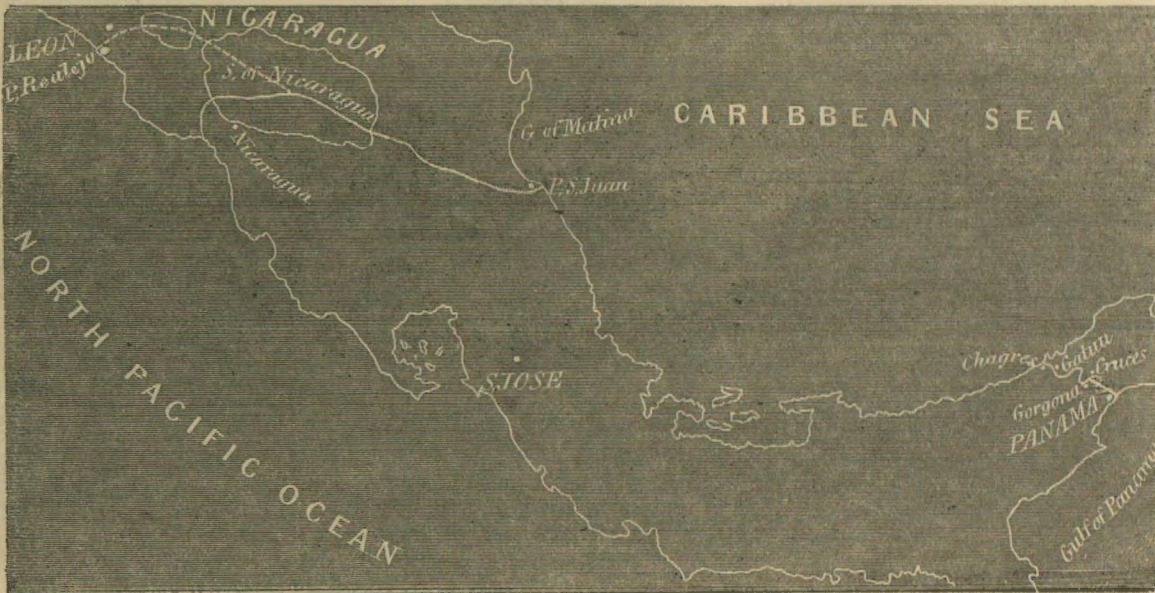 NICARAGUA
LEON
P. Realejo
S. of Nicaragua
Nicaragua
G. of Matina
CARIBBEAN SEA
P. S. Juan
NORTH PACIFIC OCEAN
S. JOSE
Chagres
Gatun
Cruces
Gorgona
PANAMA
Gulf of Panama